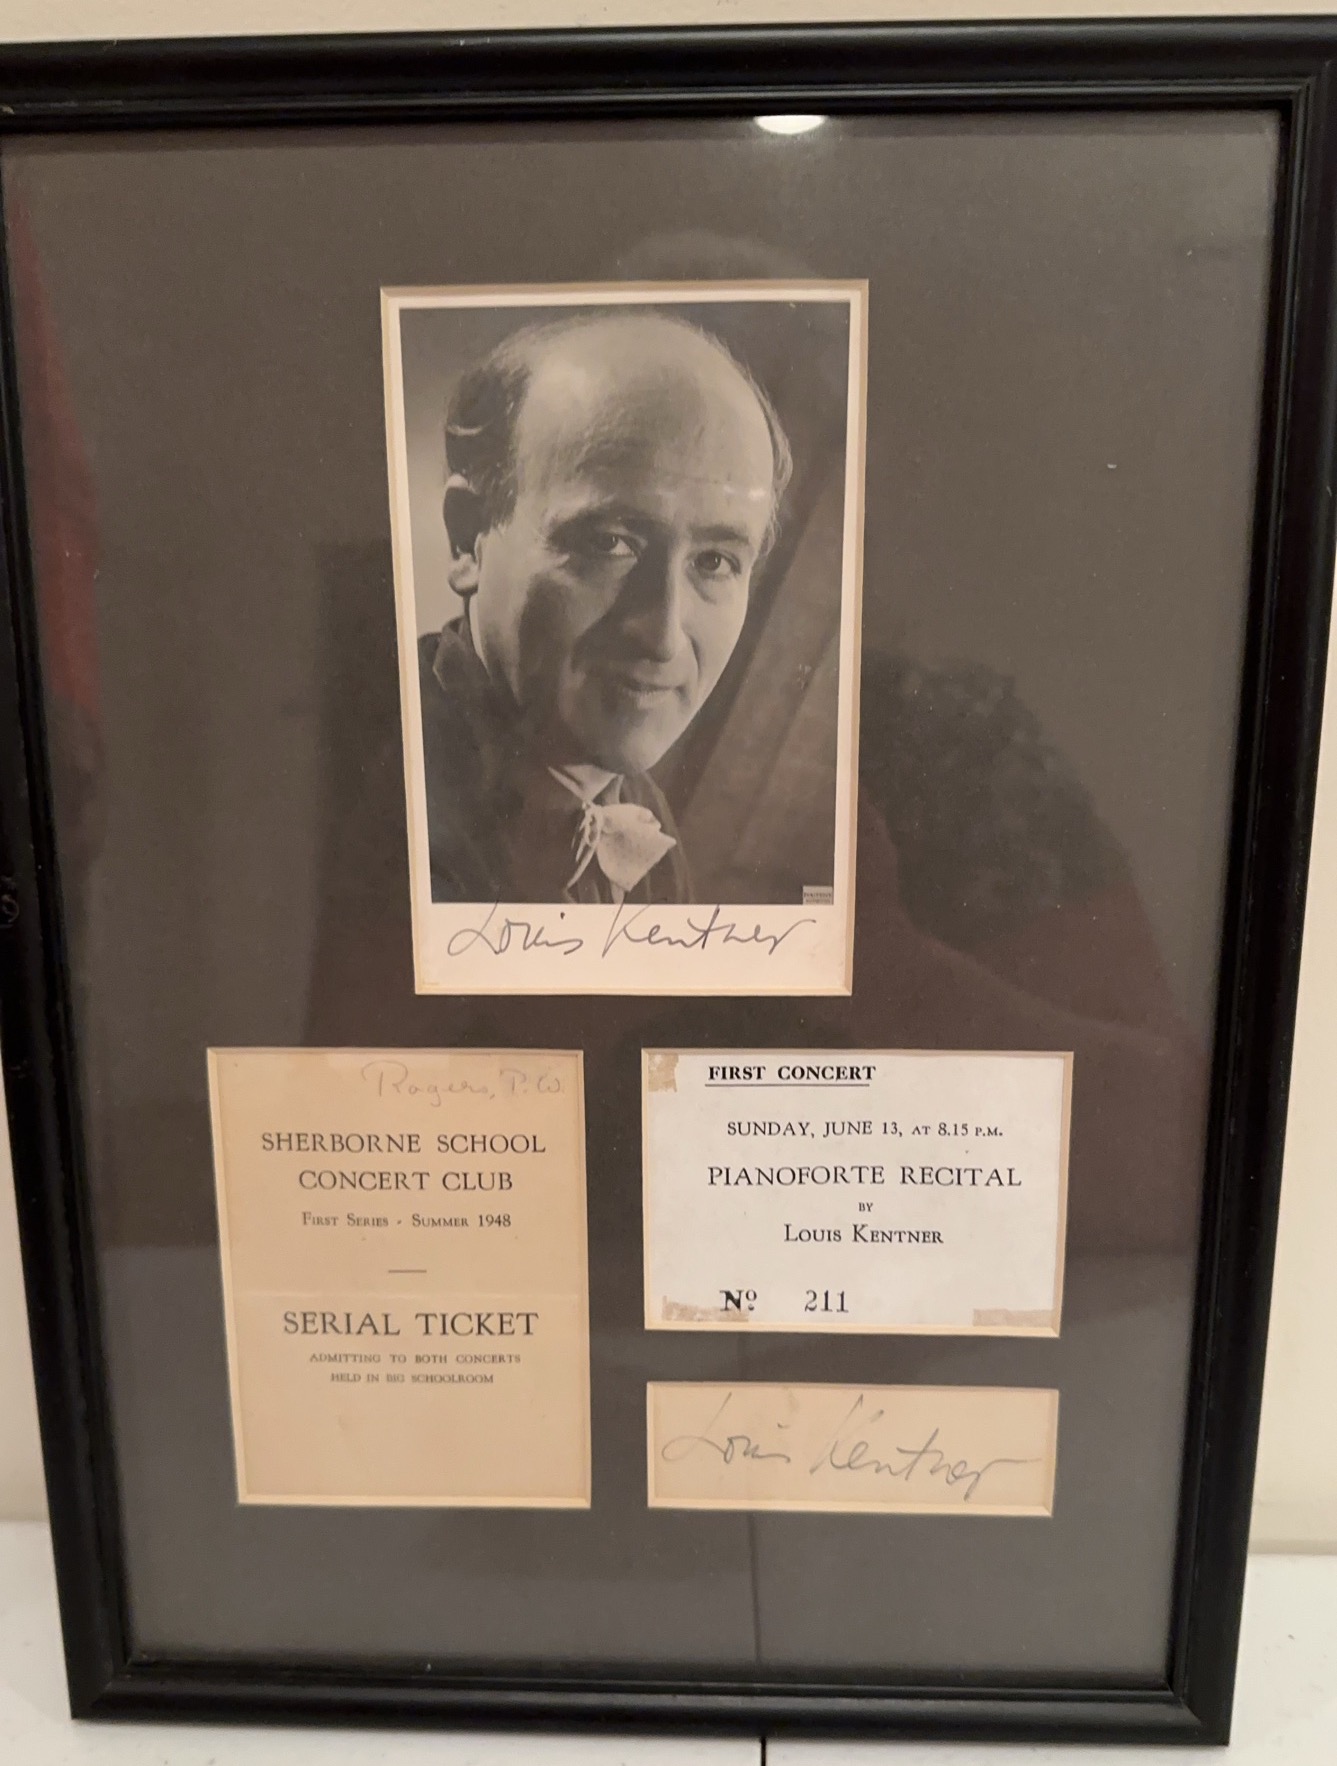 Louis Kentner
Rogers, P.W.
SHERBORNE SCHOOL
CONCERT CLUB
FIRST SERIES - SUMMER 1948
SERIAL TICKET
ADMITTING TO BOTH CONCERTS
HELD IN BIG SCHOOLROOM
FIRST CONCERT
SUNDAY, JUNE 13, AT 8.15 P.M.
PIANOFORTE RECITAL
BY
LOUIS KENTNER
Nº 211
Louis Kentner